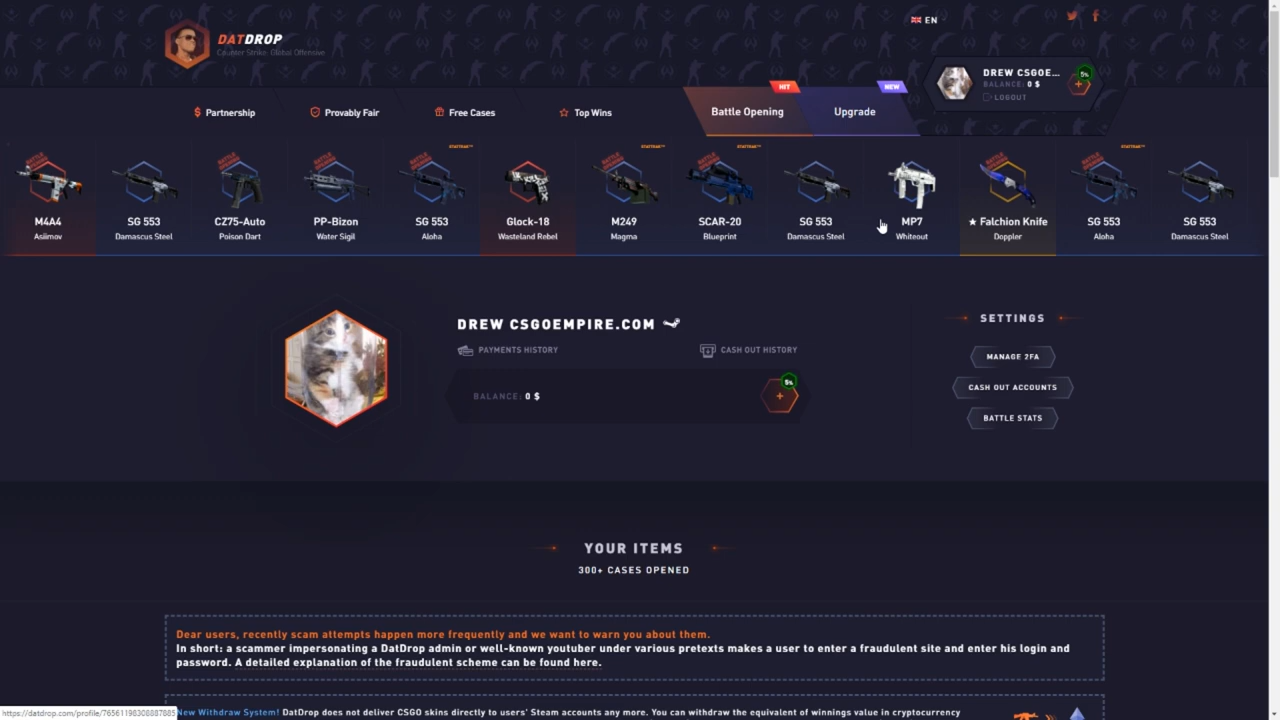 EN
DATDROP
Counter Strike: Global Offensive
DREW CSGOE...
5%
BALANCE: 0 $
LOGOUT
HIT
NEW
Partnership
Provably Fair
Free Cases
Top Wins
Battle Opening
Upgrade
STATTRAK™
STATTRAK™
STATTRAK™
STATTRAK™
M4A4
SG 553
CZ75-Auto
PP-Bizon
SG 553
Glock-18
M249
SCAR-20
SG 553
MP7
★ Falchion Knife
SG 553
SG 553
Asiimov
Damascus Steel
Poison Dart
Water Sigil
Aloha
Wasteland Rebel
Magma
Blueprint
Damascus Steel
Whiteout
Doppler
Aloha
Damascus Steel
DREW CSGOEMPIRE.COM
PAYMENTS HISTORY
CASH OUT HISTORY
BALANCE: 0 $
5%
SETTINGS
MANAGE 2FA
CASH OUT ACCOUNTS
BATTLE STATS
YOUR ITEMS
300+ CASES OPENED
Dear users, recently scam attempts happen more frequently and we want to warn you about them.
In short: a scammer impersonating a DatDrop admin or well-known youtuber under various pretexts makes a user to enter a fraudulent site and enter his login and
password. A detailed explanation of the fraudulent scheme can be found here.
New Withdraw System! DatDrop does not deliver CSGO skins directly to users' Steam accounts any more. You can withdraw the equivalent of winnings value in cryptocurrency